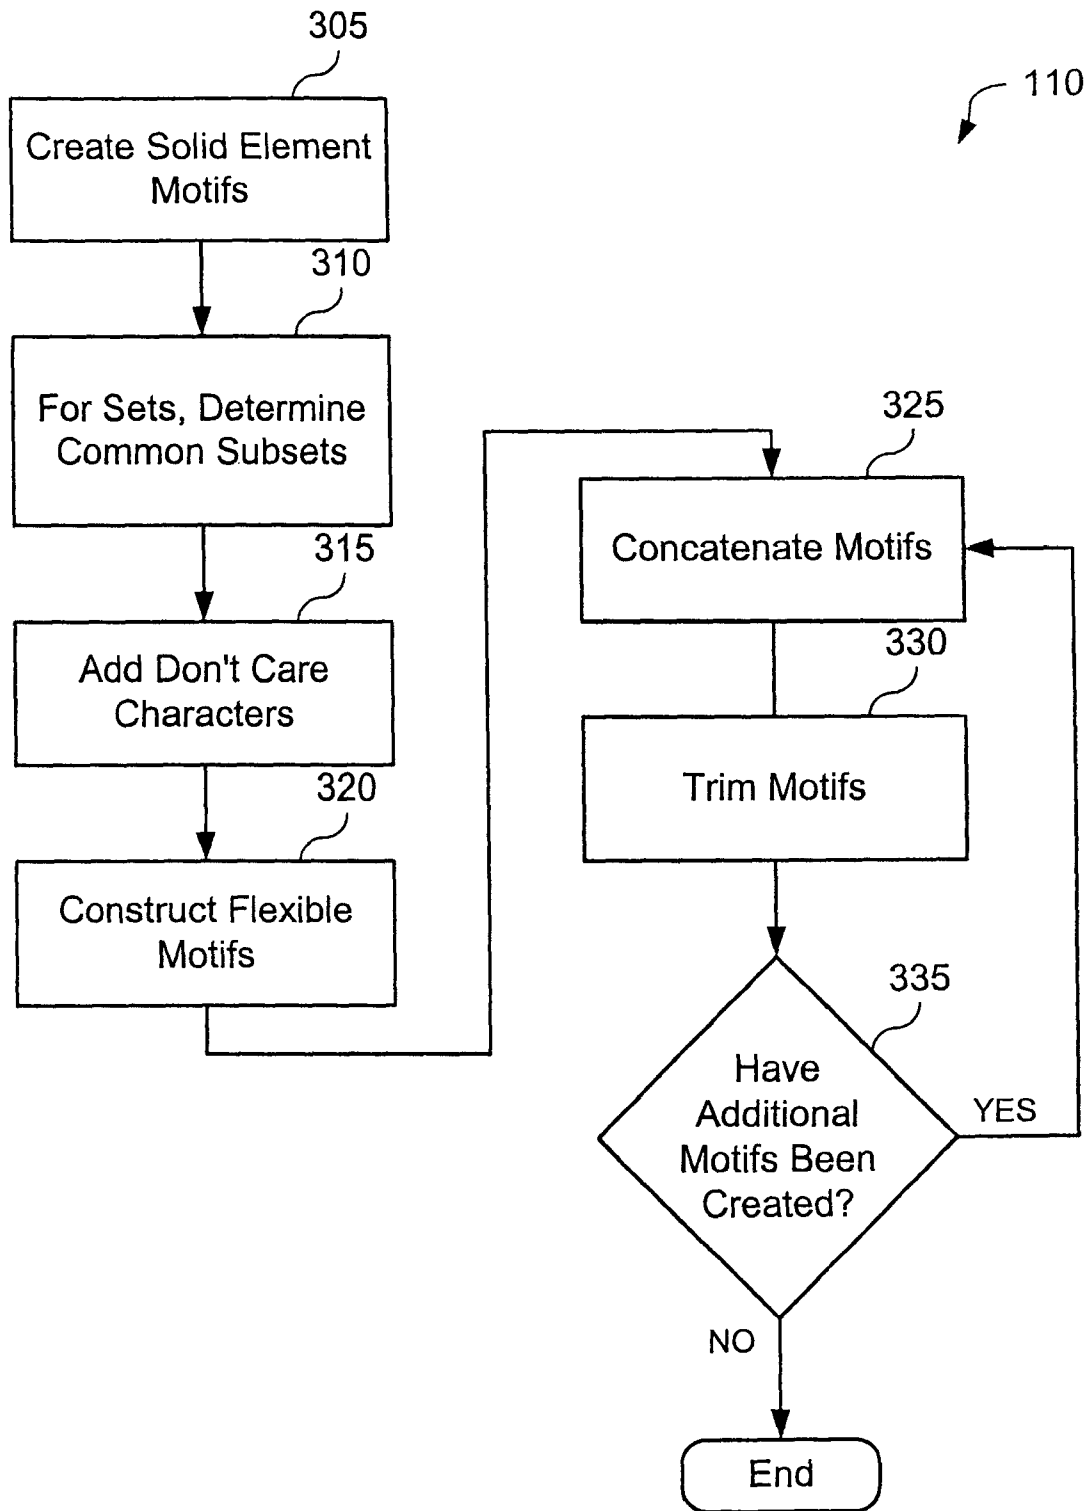 305
110
Create Solid Element
Motifs
310
For Sets, Determine
Common Subsets
315
Add Don't Care
Characters
320
Construct Flexible
Motifs
325
Concatenate Motifs
330
Trim Motifs
335
Have
Additional
Motifs Been
Created?
YES
NO
End